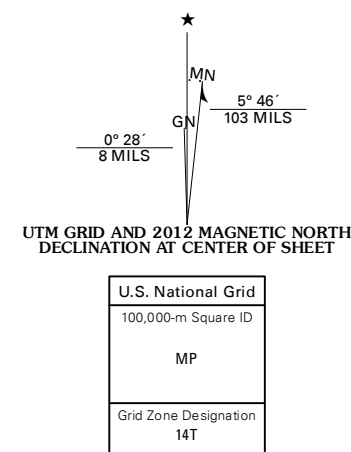 MN
5° 46´
103 MILS
GN
0° 28´
8 MILS
UTM GRID AND 2012 MAGNETIC NORTH
DECLINATION AT CENTER OF SHEET
U.S. National Grid
100,000-m Square ID
MP
Grid Zone Designation
14T